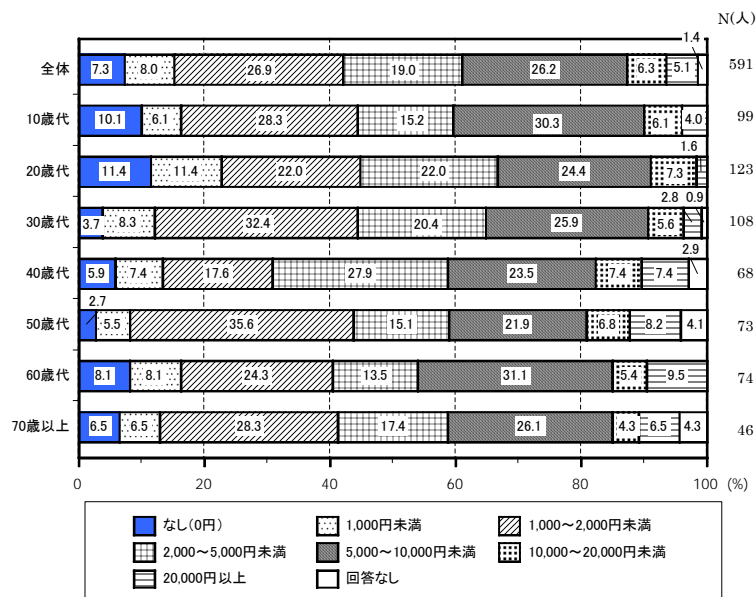 N(人)
1.4
全体 7.3 8.0 26.9 19.0 26.2 6.3 5.1 591
10歳代 10.1 6.1 28.3 15.2 30.3 6.1 4.0 99
1.6
20歳代 11.4 11.4 22.0 22.0 24.4 7.3 123
2.8 0.9
30歳代 3.7 8.3 32.4 20.4 25.9 5.6 108
2.9
40歳代 5.9 7.4 17.6 27.9 23.5 7.4 7.4 68
2.7
50歳代 5.5 35.6 15.1 21.9 6.8 8.2 4.1 73
60歳代 8.1 8.1 24.3 13.5 31.1 5.4 9.5 74
70歳以上 6.5 6.5 28.3 17.4 26.1 4.3 6.5 4.3 46
0 20 40 60 80 100 (%)
なし(0円) 1,000円未満 1,000～2,000円未満
2,000～5,000円未満 5,000～10,000円未満 10,000～20,000円未満
20,000円以上 回答なし